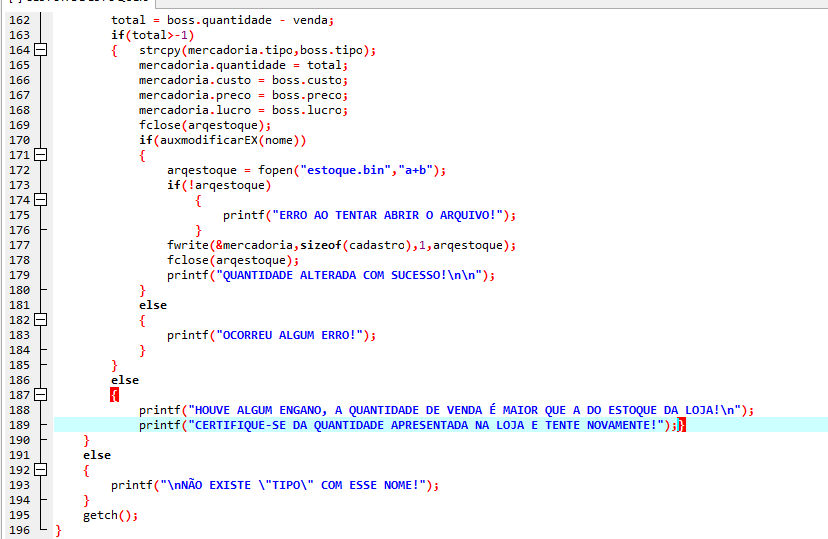 162 total = boss.quantidade - venda;
163 if(total>-1)
164 { strcpy(mercadoria.tipo,boss.tipo);
165 mercadoria.quantidade = total;
166 mercadoria.custo = boss.custo;
167 mercadoria.preco = boss.preco;
168 mercadoria.lucro = boss.lucro;
169 fclose(arqestoque);
170 if(auxmodificarEX(nome))
171 {
172 arqestoque = fopen("estoque.bin","a+b");
173 if(!arqestoque)
174 {
175 printf("ERRO AO TENTAR ABRIR O ARQUIVO!");
176 }
177 fwrite(&mercadoria,sizeof(cadastro),1,arqestoque);
178 fclose(arqestoque);
179 printf("QUANTIDADE ALTERADA COM SUCESSO!\n\n");
180 }
181 else
182 {
183 printf("OCORREU ALGUM ERRO!");
184 }
185 }
186 else
187 {
188 printf("HOUVE ALGUM ENGANO, A QUANTIDADE DE VENDA É MAIOR QUE A DO ESTOQUE DA LOJA!\n");
189 printf("CERTIFIQUE-SE DA QUANTIDADE APRESENTADA NA LOJA E TENTE NOVAMENTE!");}
190 }
191 else
192 {
193 printf("\nNÃO EXISTE \"TIPO\" COM ESSE NOME!");
194 }
195 getch();
196 }